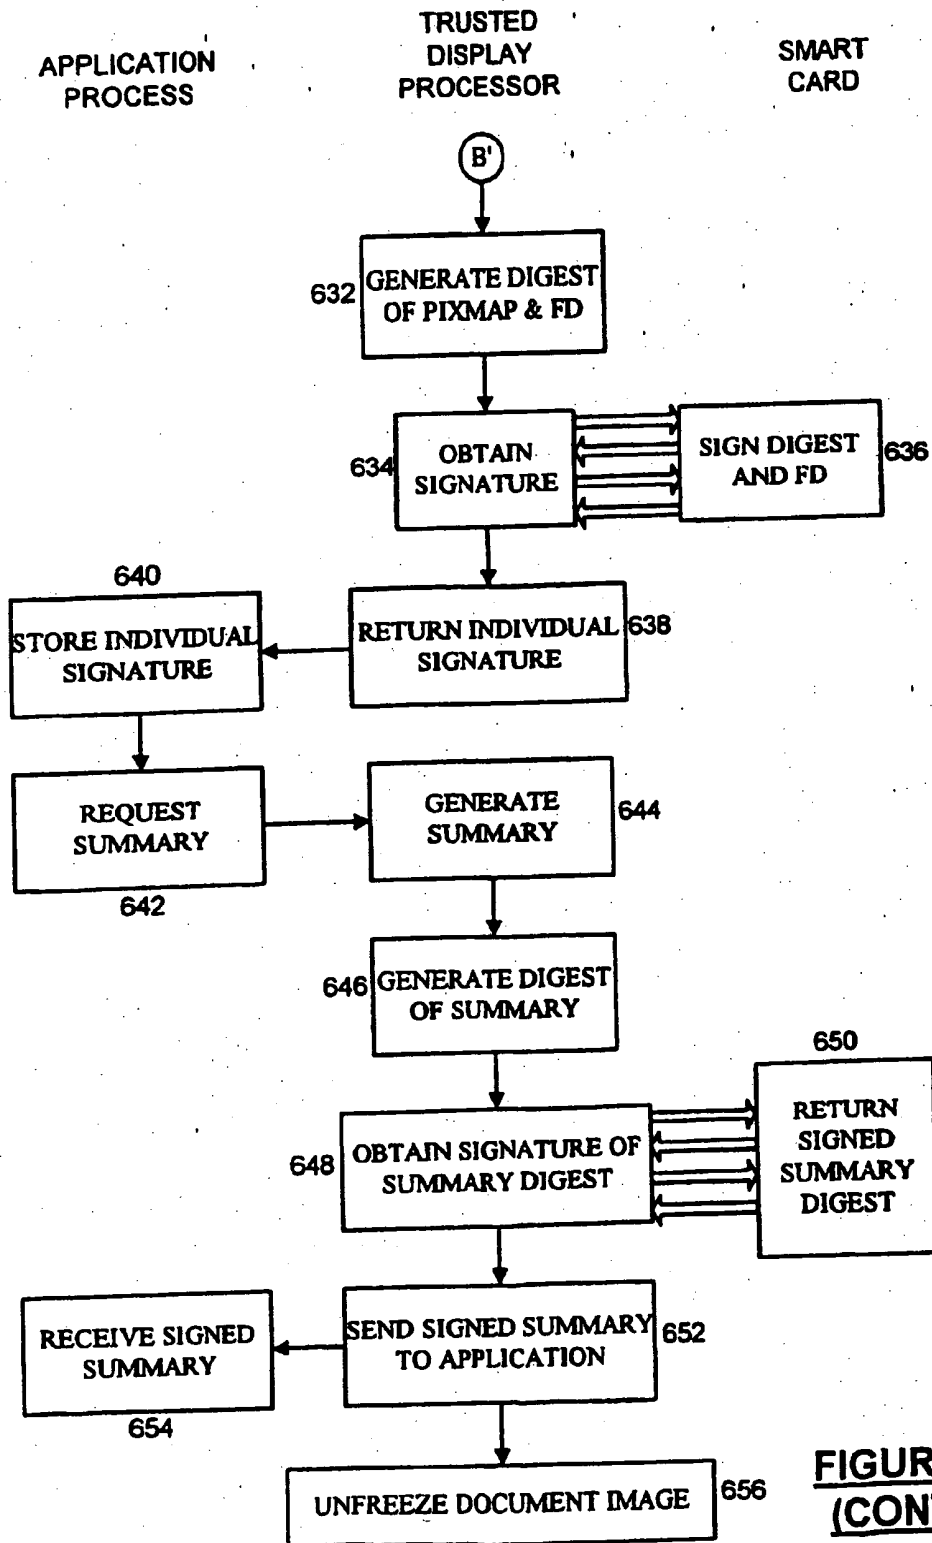 APPLICATION
PROCESS
TRUSTED
DISPLAY
PROCESSOR
SMART
CARD
B'
632
GENERATE DIGEST
OF PIXMAP & FD
634
OBTAIN
SIGNATURE
SIGN DIGEST
AND FD
636
640
STORE INDIVIDUAL
SIGNATURE
RETURN INDIVIDUAL
SIGNATURE
638
REQUEST
SUMMARY
642
GENERATE
SUMMARY
644
646
GENERATE DIGEST
OF SUMMARY
648
OBTAIN SIGNATURE OF
SUMMARY DIGEST
650
RETURN
SIGNED
SUMMARY
DIGEST
RECEIVE SIGNED
SUMMARY
654
SEND SIGNED SUMMARY
TO APPLICATION
652
UNFREEZE DOCUMENT IMAGE
656
FIGUR
(CON